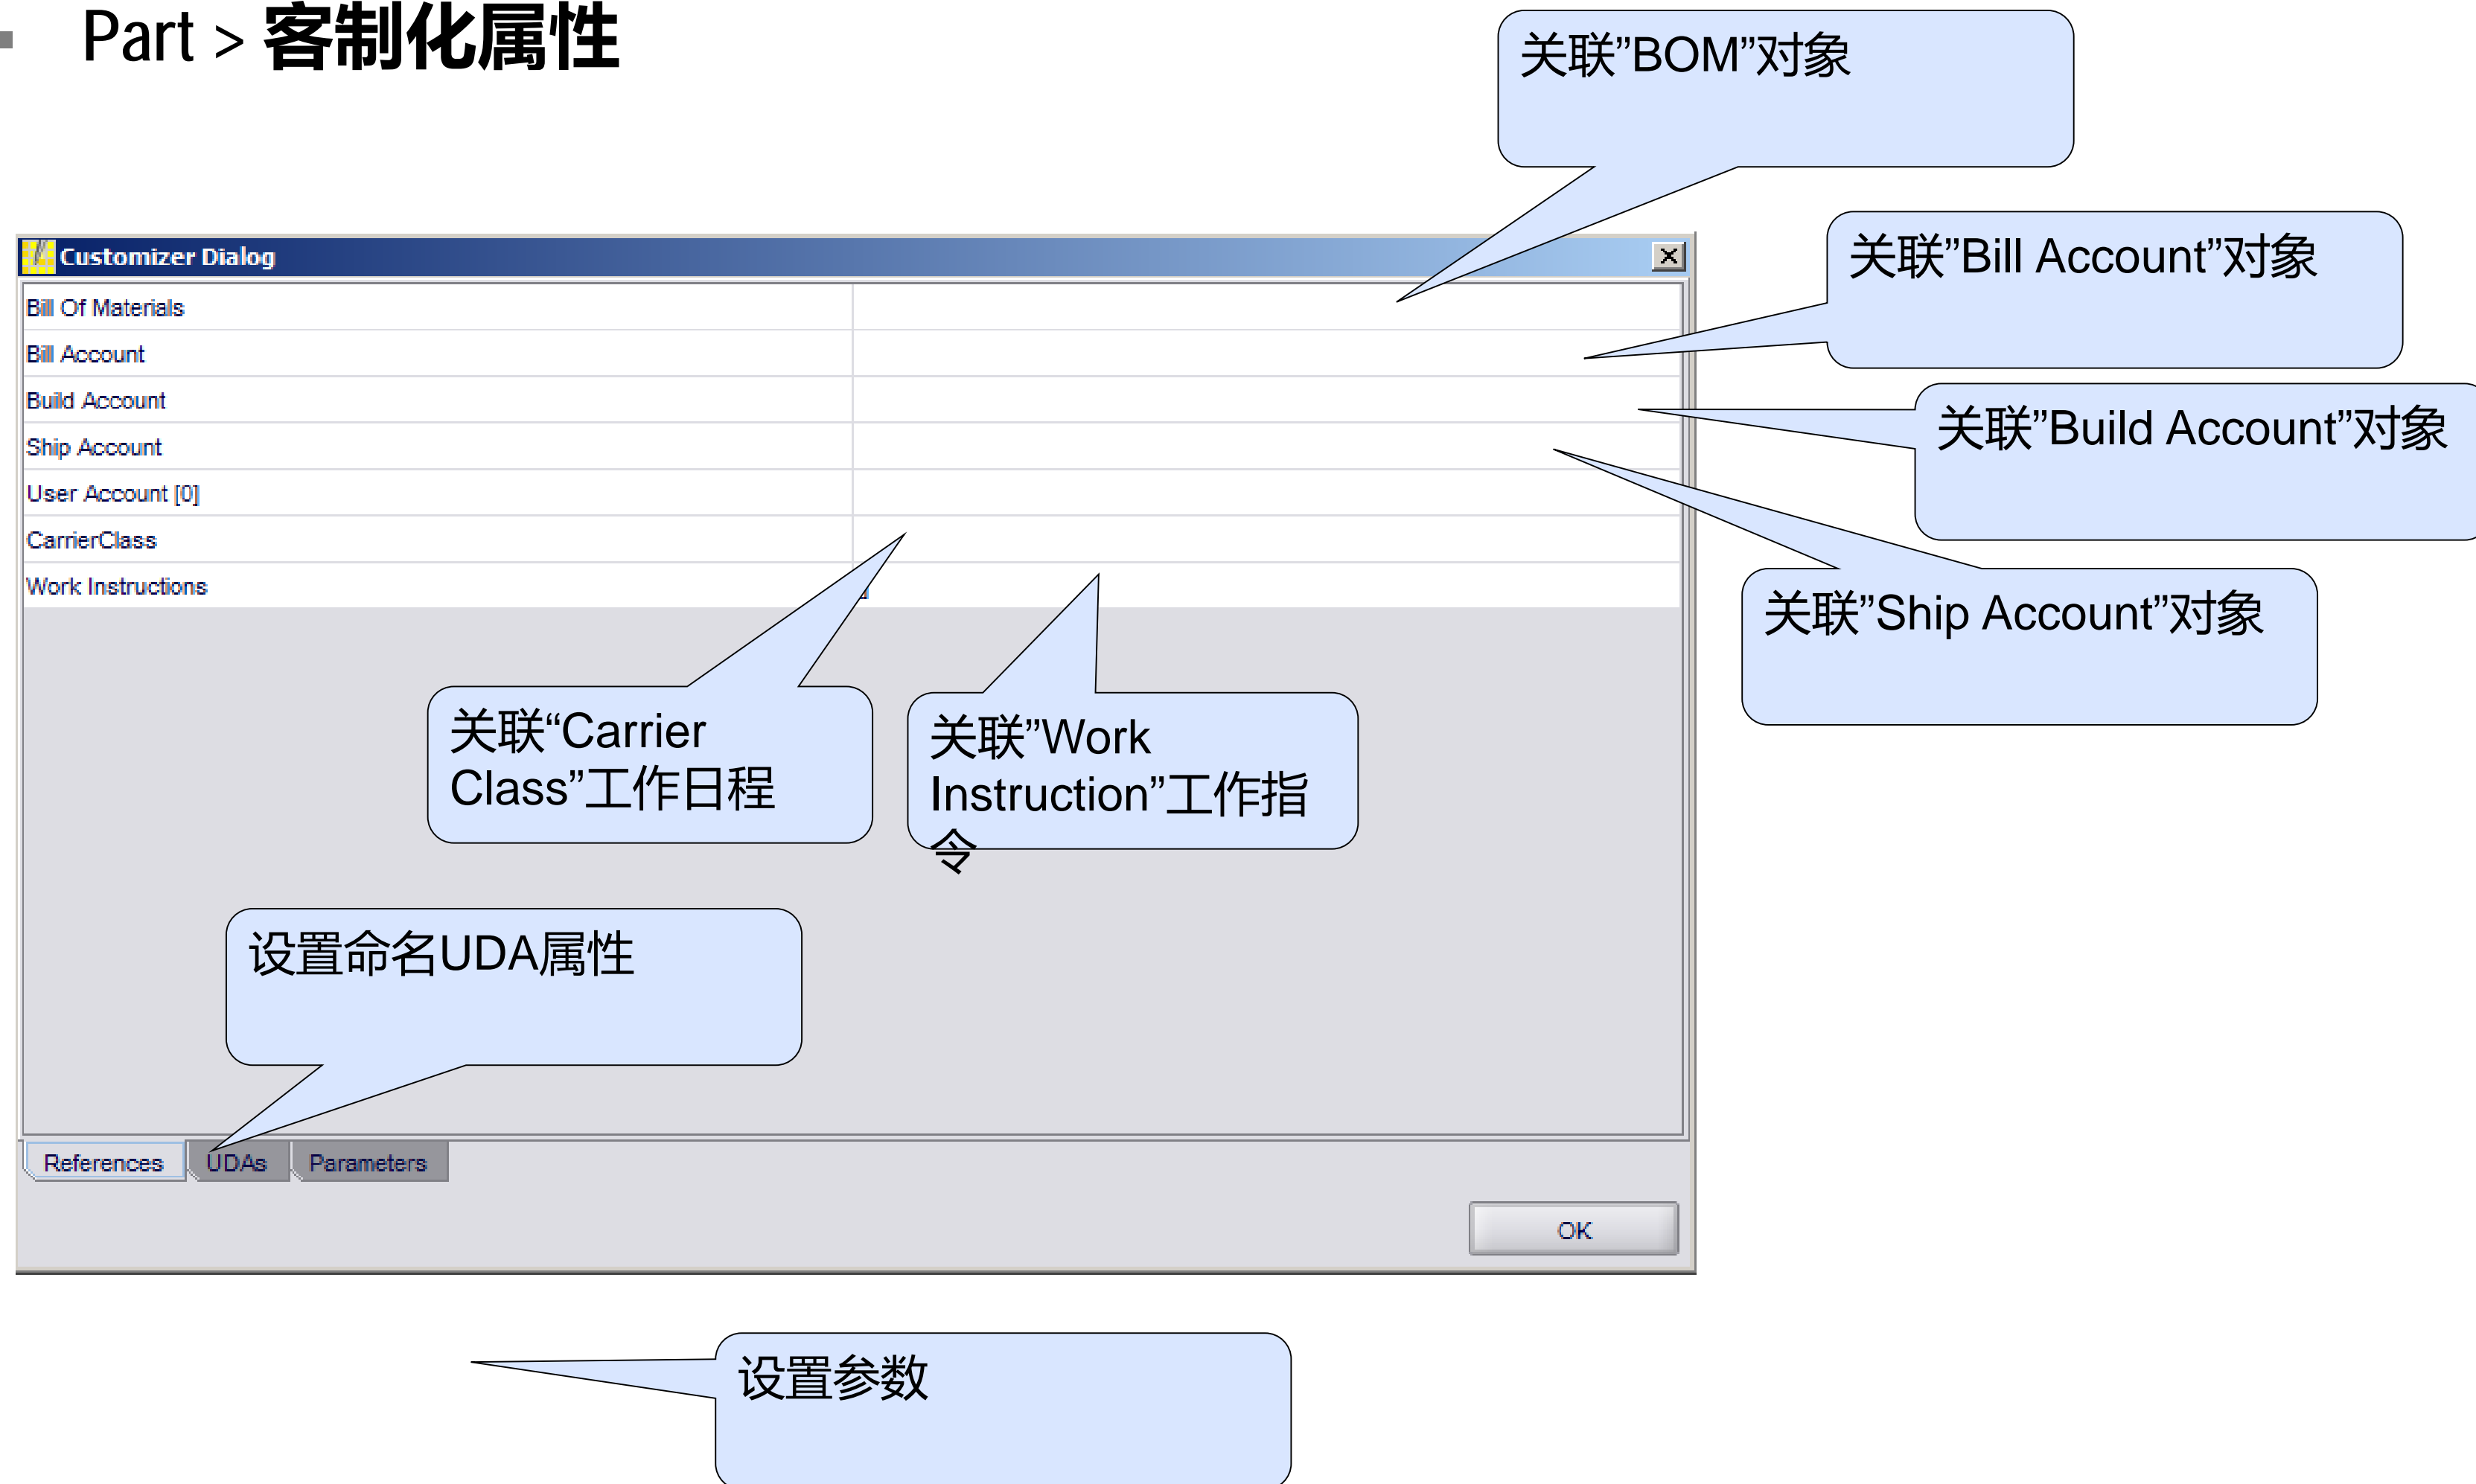 Part > 客制化属性
关联”BOM”对象
关联”Bill Account”对象
关联”Build Account”对象
关联”Ship Account”对象
Customizer Dialog
Bill Of Materials
Bill Account
Build Account
Ship Account
User Account [0]
CarrierClass
Work Instructions
关联“Carrier
Class”工作日程
关联”Work
Instruction”工作指
令
设置命名UDA属性
References
UDAs
Parameters
OK
设置参数